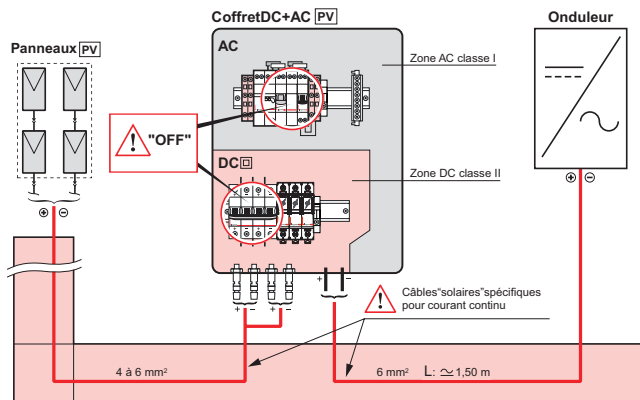 CoffretDC+AC PV
Onduleur
Panneaux PV
AC
Zone AC classe I
"OFF"
DC
Zone DC classe II
+ -
+ - + -
+ -
+ -
Câbles"solaires"spécifiques
pour courant continu
4 à 6 mm²
6 mm²
L: ≃ 1,50 m